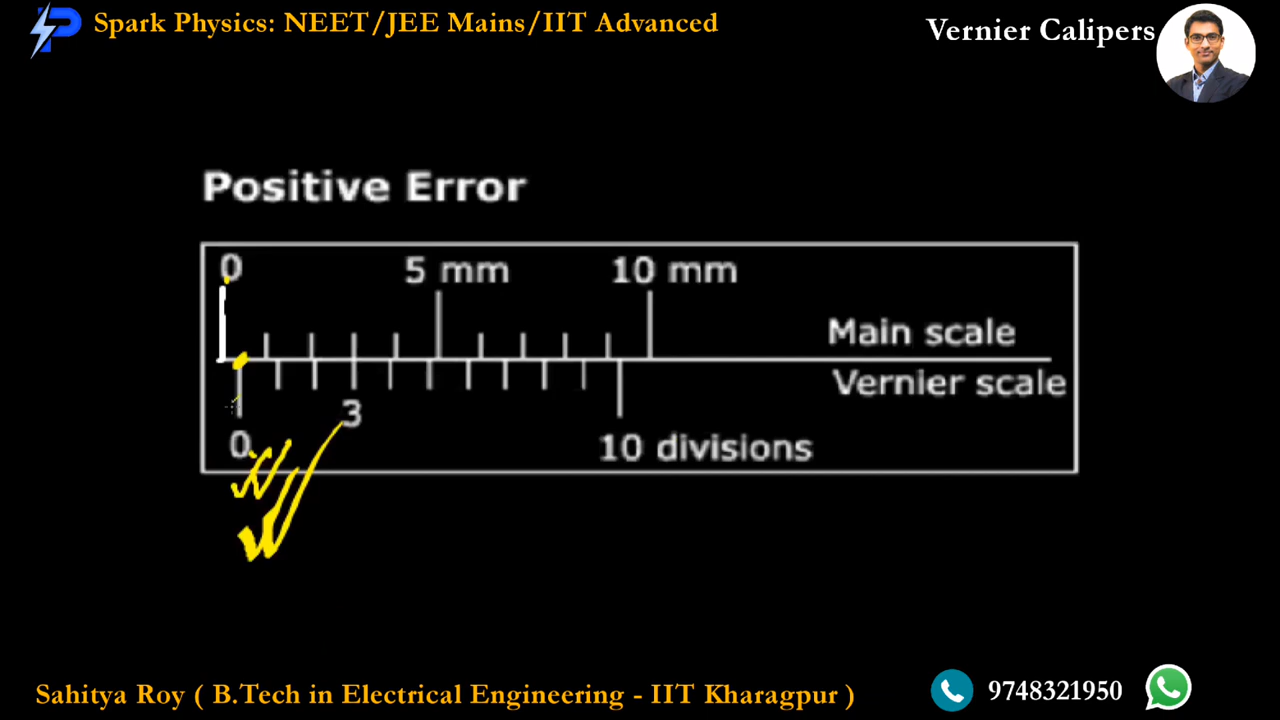 Spark Physics: NEET/JEE Mains/IIT Advanced
Vernier Calipers
Positive Error
0 5 mm 10 mm
Main scale
Vernier scale
3
0 10 divisions
Sahitya Roy ( B.Tech in Electrical Engineering - IIT Kharagpur )
9748321950